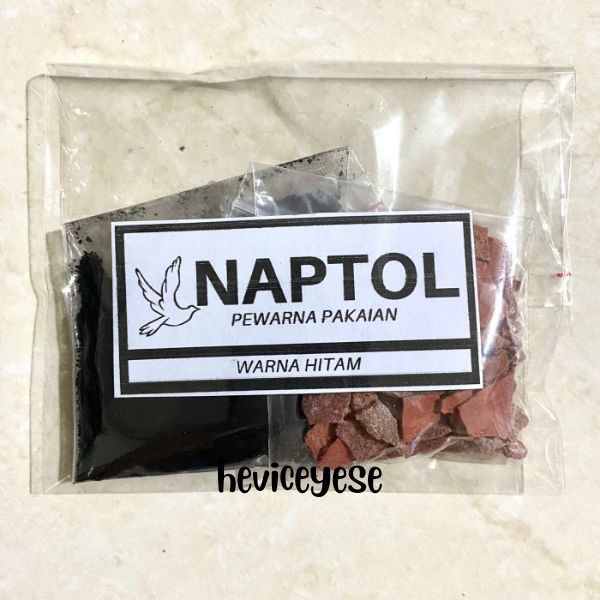 NAPTOL
PEWARNA PAKAIAN
WARNA HITAM
heviceyese